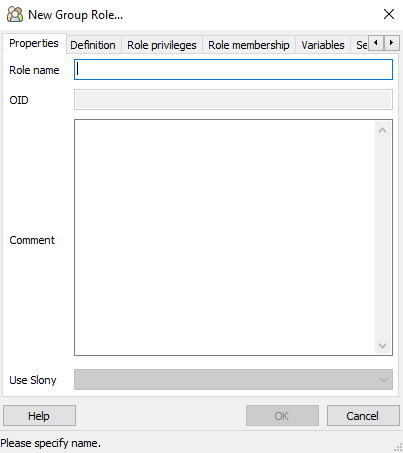 New Group Role...
Properties Definition Role privileges Role membership Variables Se
Role name
OID
Comment
Use Slony
Help OK Cancel
Please specify name.